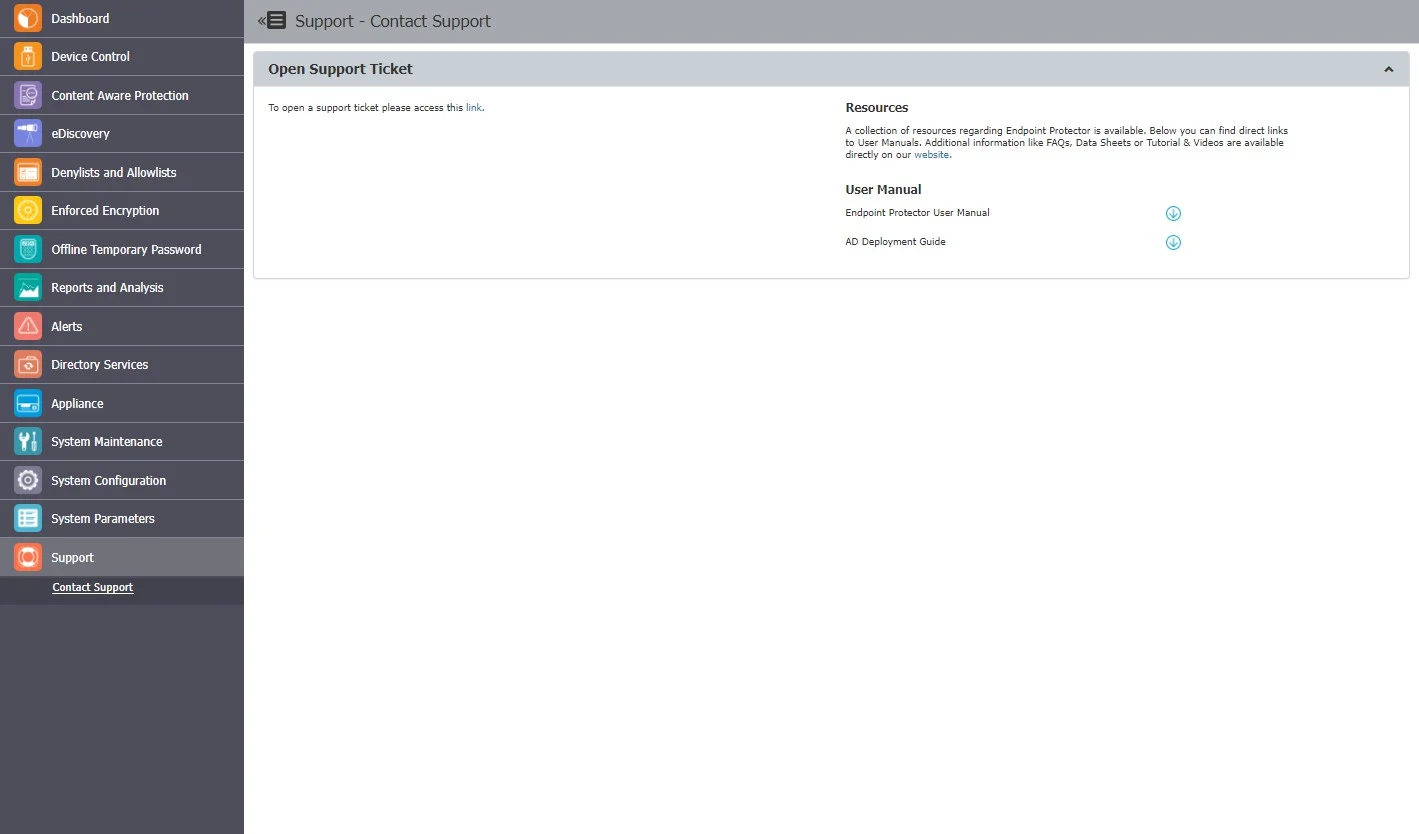 Dashboard
Device Control
Content Aware Protection
eDiscovery
Denylists and Allowlists
Enforced Encryption
Offline Temporary Password
Reports and Analysis
Alerts
Directory Services
Appliance
System Maintenance
System Configuration
System Parameters
Support
Contact Support
Support - Contact Support
Open Support Ticket
To open a support ticket please access this link.
Resources
A collection of resources regarding Endpoint Protector is available. Below you can find direct links
to User Manuals. Additional information like FAQs, Data Sheets or Tutorial & Videos are available
directly on our website.
User Manual
Endpoint Protector User Manual
AD Deployment Guide